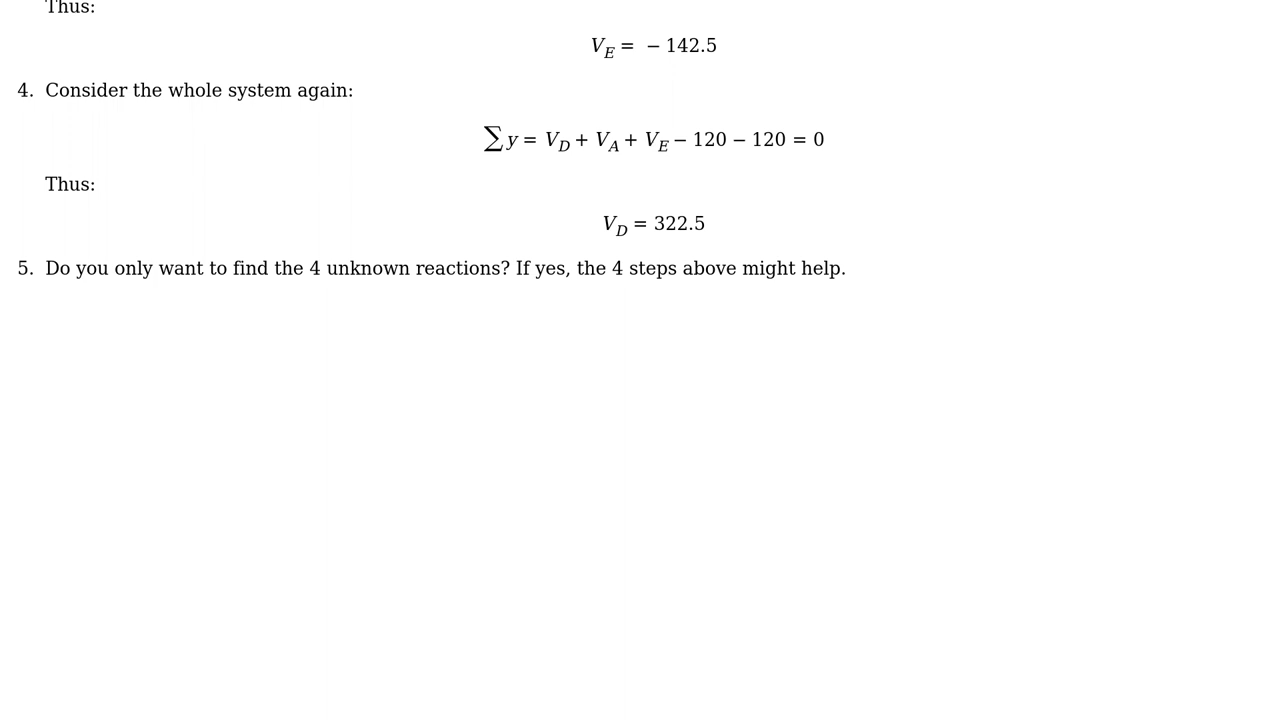 Thus:
V_E = − 142.5
4. Consider the whole system again:
∑ y = V_D + V_A + V_E − 120 − 120 = 0
Thus:
V_D = 322.5
5. Do you only want to find the 4 unknown reactions? If yes, the 4 steps above might help.